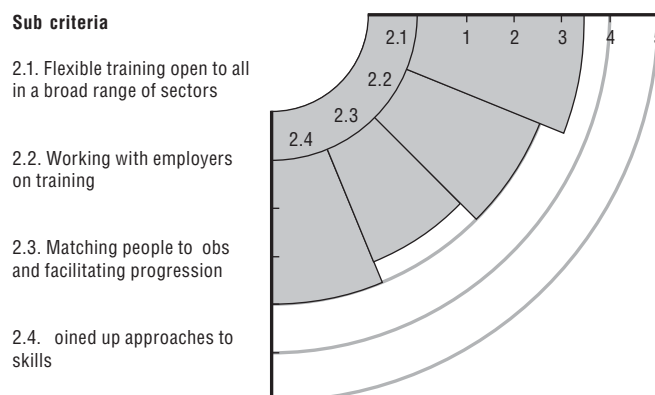 Sub criteria
2.1. Flexible training open to all
in a broad range of sectors
2.2. Working with employers
on training
2.3. Matching people to obs
and facilitating progression
2.4. oined up approaches to
skills
2.1 1 2 3 4 5
2.2
2.3
2.4